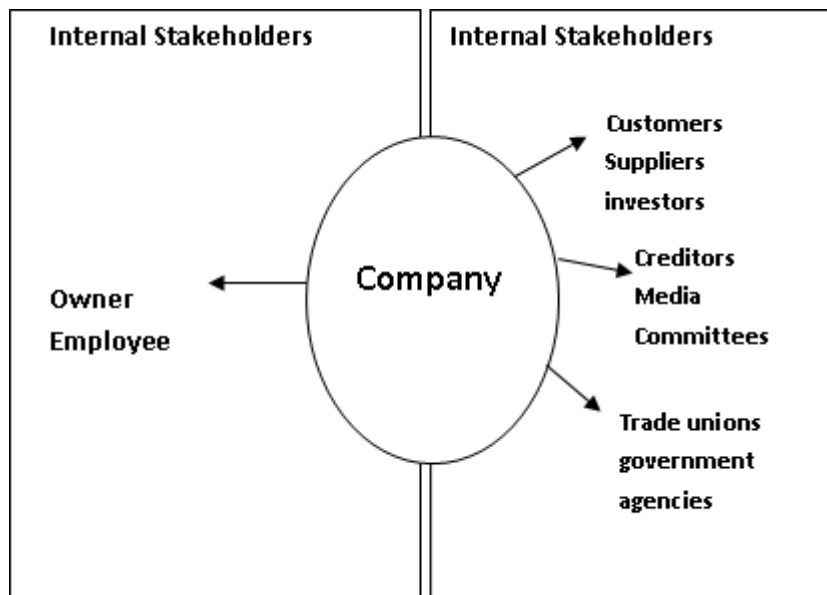 Internal Stakeholders
Internal Stakeholders
Customers
Suppliers
investors
Company
Creditors
Media
Committees
Owner
Employee
Trade unions
government
agencies